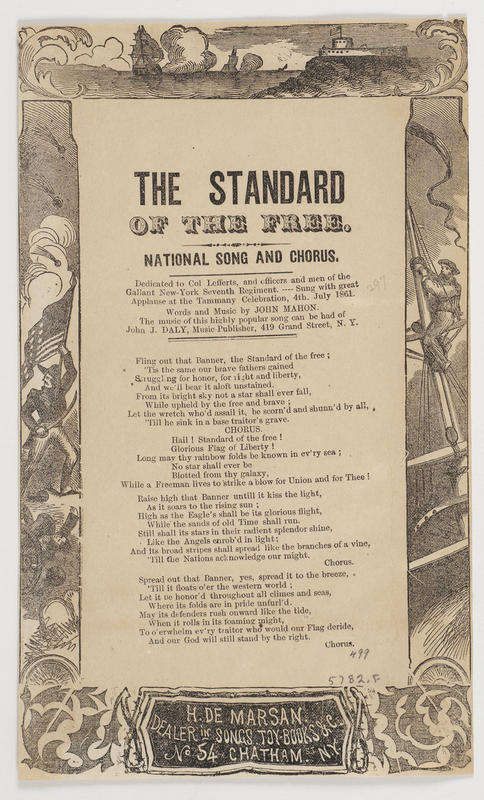 THE STANDARD
OF THE FREE.
NATIONAL SONG AND CHORUS.
Dedicated to Col Lefferts, and officers and men of the
Gallant New-York Seventh Regiment. — Sung with great
Applause at the Tammany Celebration, 4th. July 1861.
Words and Music by JOHN MAHON.
The music of this highly popular song can be had of
John J. DALY, Music-Publisher, 419 Grand Street, N. Y.
297
Fling out that Banner, the Standard of the free;
'Tis the same our brave fathers gained
Struggling for honor, for right and liberty,
And we'll bear it aloft unstained.
From its bright sky not a star shall ever fall,
While upheld by the free and brave;
Let the wretch who'd assail it, be scorn'd and shunn'd by all,
'Till he sink in a base traitor's grave.
CHORUS.
Hail! Standard of the free!
Glorious Flag of Liberty!
Long may thy rainbow folds be known in ev'ry sea;
No star shall ever be
Blotted from thy galaxy,
While a Freeman lives to strike a blow for Union and for Thee!
Raise high that Banner untill it kiss the light,
As it soars to the rising sun;
High as the Eagle's shall be its glorious flight,
While the sands of old Time shall run.
Still shall its stars in their radient splendor shine,
Like the Angels enrob'd in light;
And its broad stripes shall spread like the branches of a vine,
'Till the Nations acknowledge our might.
Chorus.
Spread out that Banner, yes, spread it to the breeze,
'Till it floats o'er the western world;
Let it be honor'd throughout all climes and seas,
Where its folds are in pride unfurl'd.
May its defenders rush onward like the tide,
When it rolls in its foaming might,
To o'erwhelm ev'ry traitor who would our Flag deride,
And our God will still stand by the right.
Chorus.
499
5782.F
H. DE MARSAN,
DEALER in SONGS, TOY-BOOKS &C.
No 54 CHATHAM. ST N.Y.